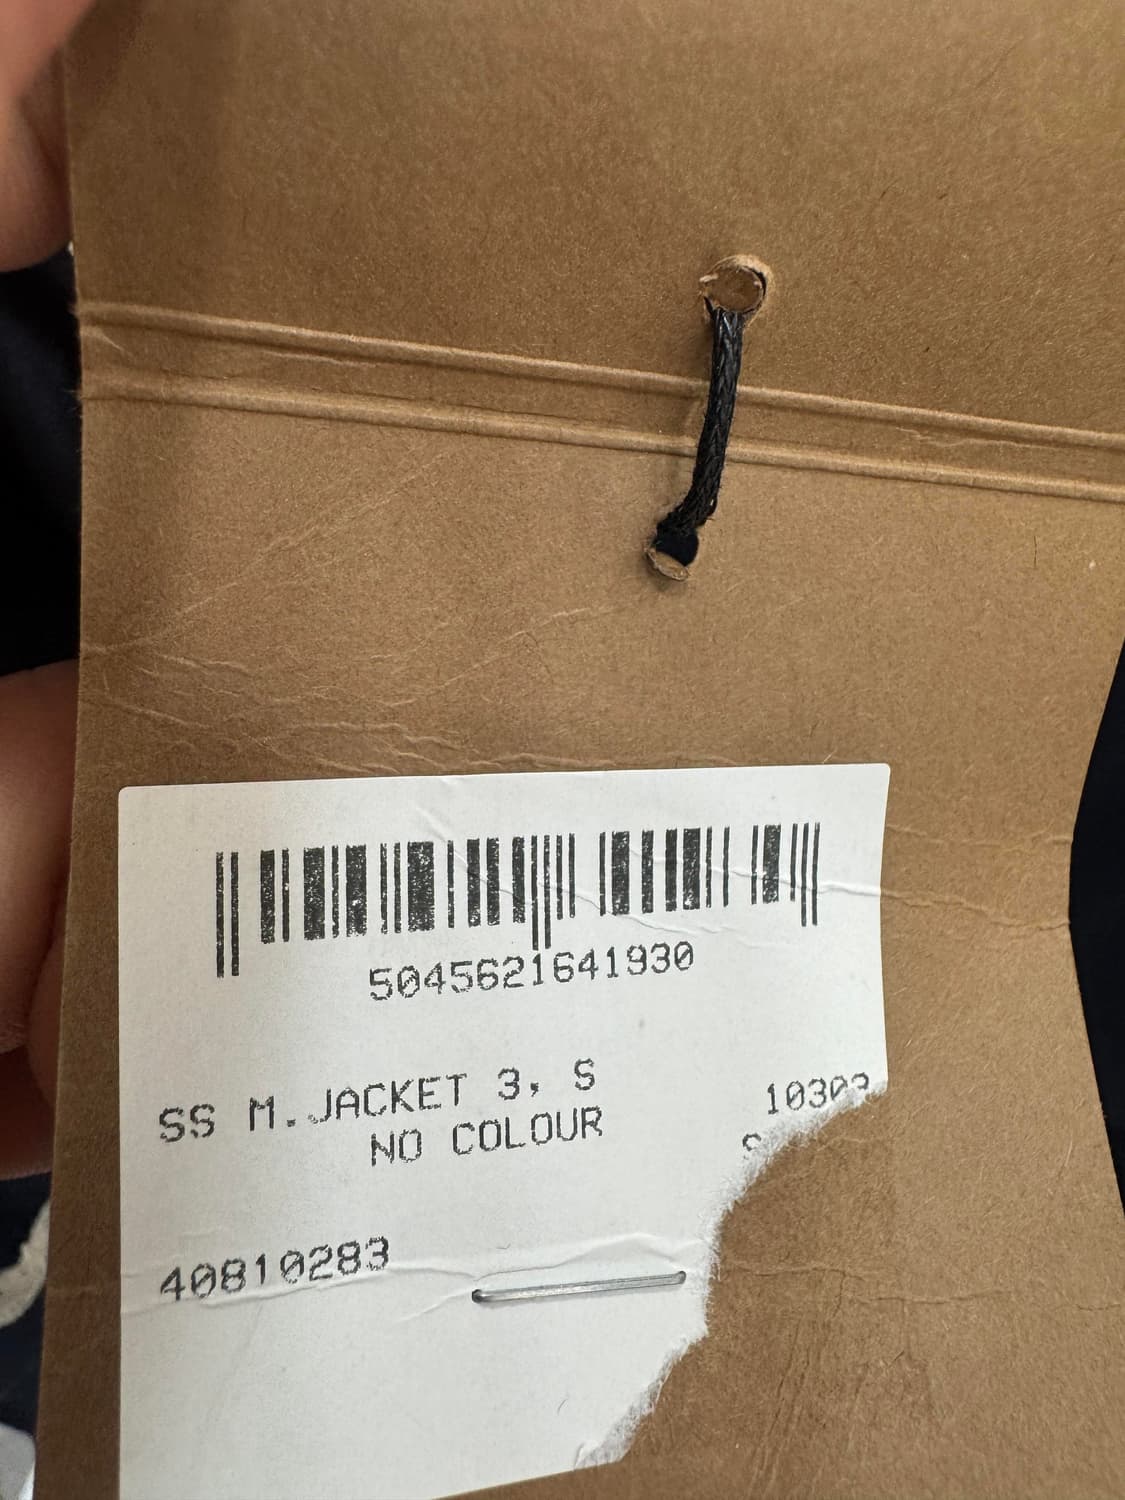 5045621641930
SS M.JACKET 3, S
NO COLOUR
40810283